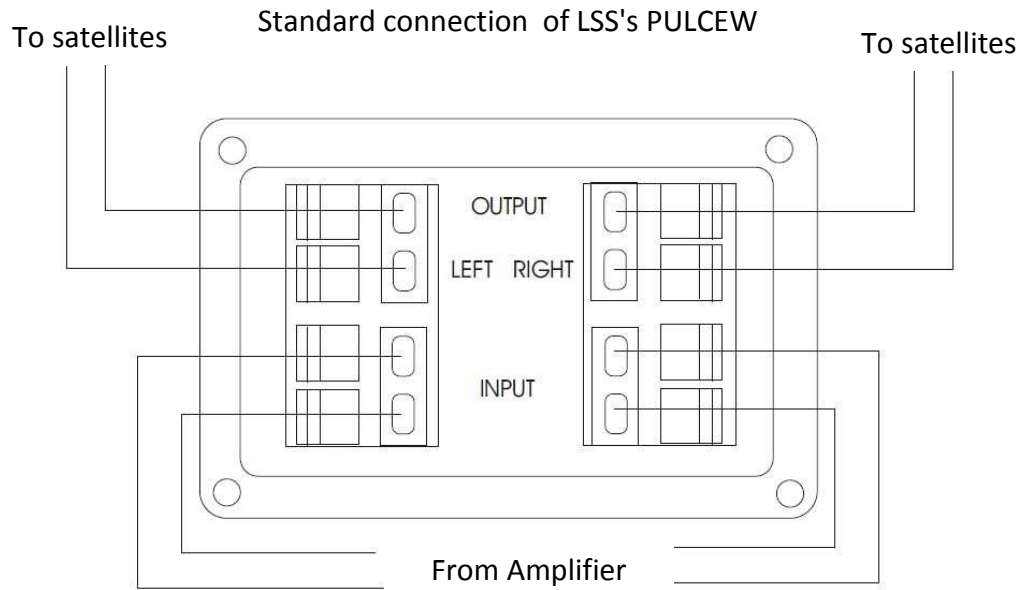 Standard connection of LSS's PULCEW
To satellites
To satellites
OUTPUT
LEFT RIGHT
INPUT
From Amplifier